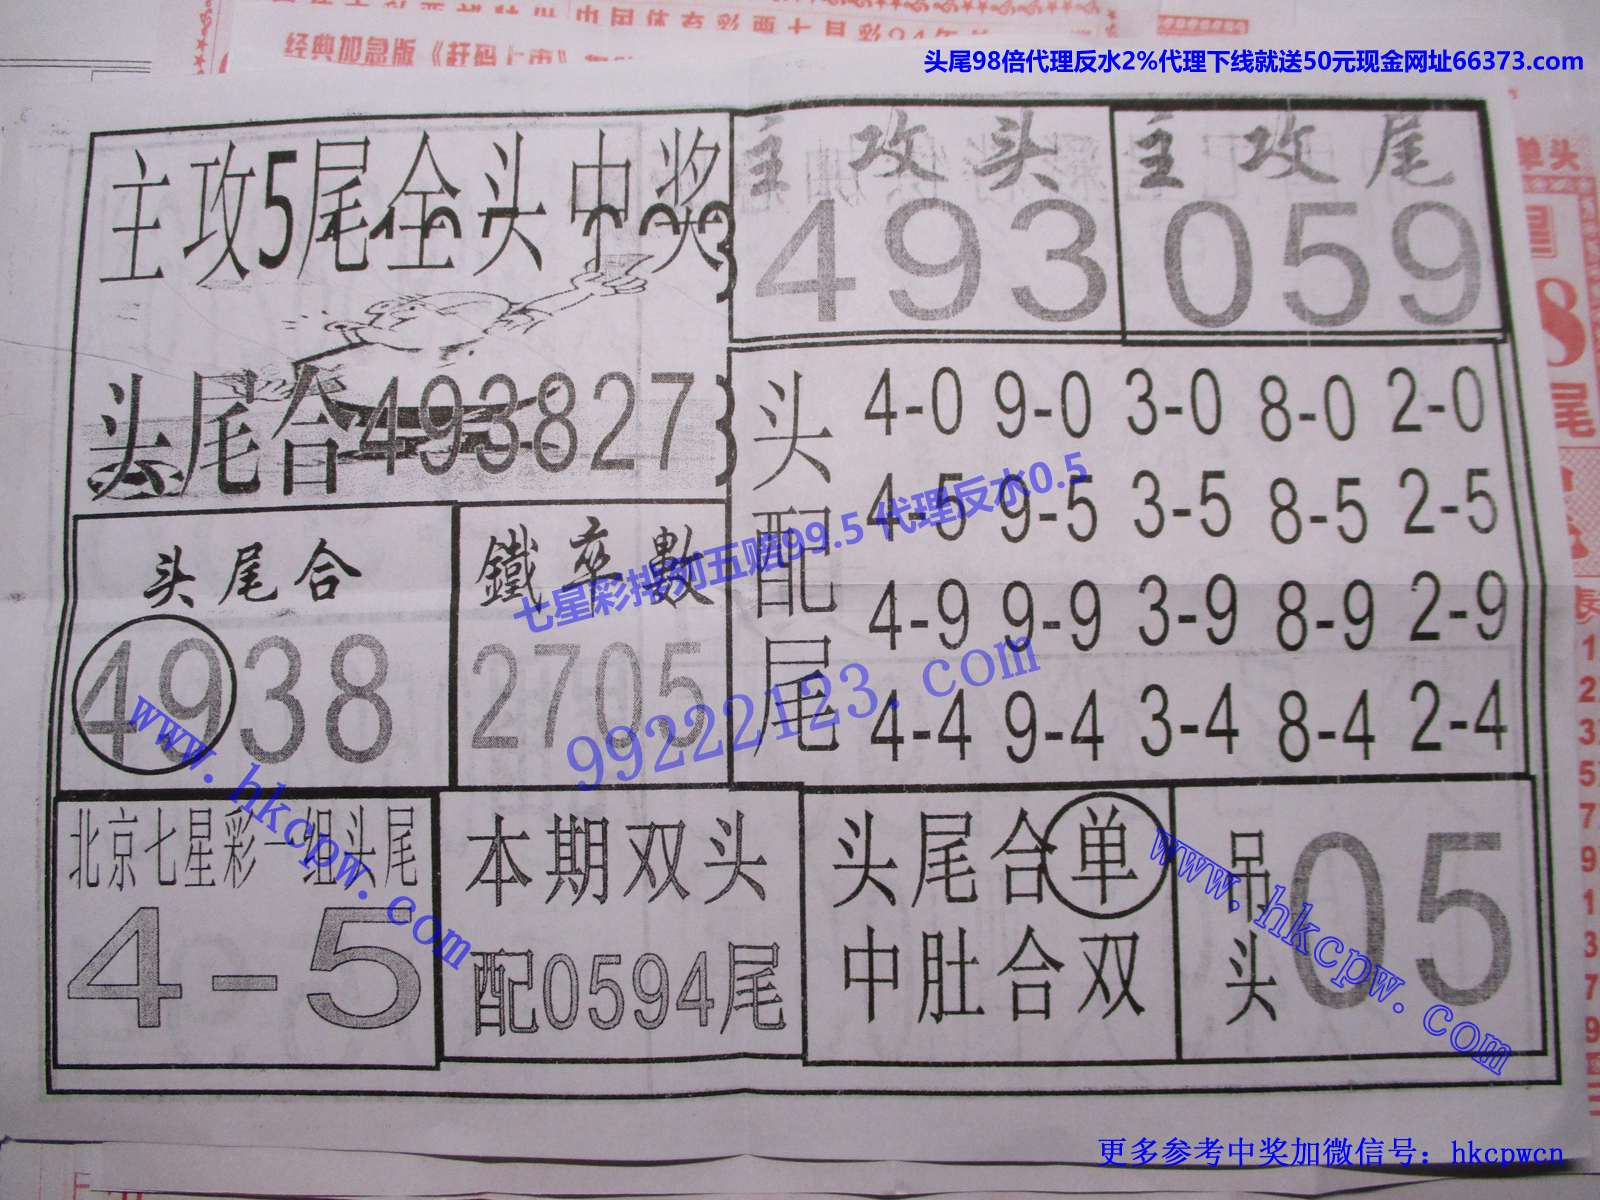 头尾98倍代理反水2%代理下线就送50元现金网址66373.com
经典加急版《赶码上市》
单头
8
尾
主攻5尾全头中奖
主攻头
493
主攻尾
059
头尾合493827
头配尾
4-0 9-0 3-0 8-0 2-0
4-5 9-5 3-5 8-5 2-5
4-9 9-9 3-9 8-9 2-9
4-4 9-4 3-4 8-4 2-4
七星彩排列五赔99.5 代理反水0.5
99222123.com
头尾合
4938
鐵卒數
2705
www.hkcpw.com
北京七星彩一组头尾
4-5
本期双头
配0594尾
头尾合单
中肚合双
吊头
05
www.hkcpw.com
更多参考中奖加微信号：hkcpwcn